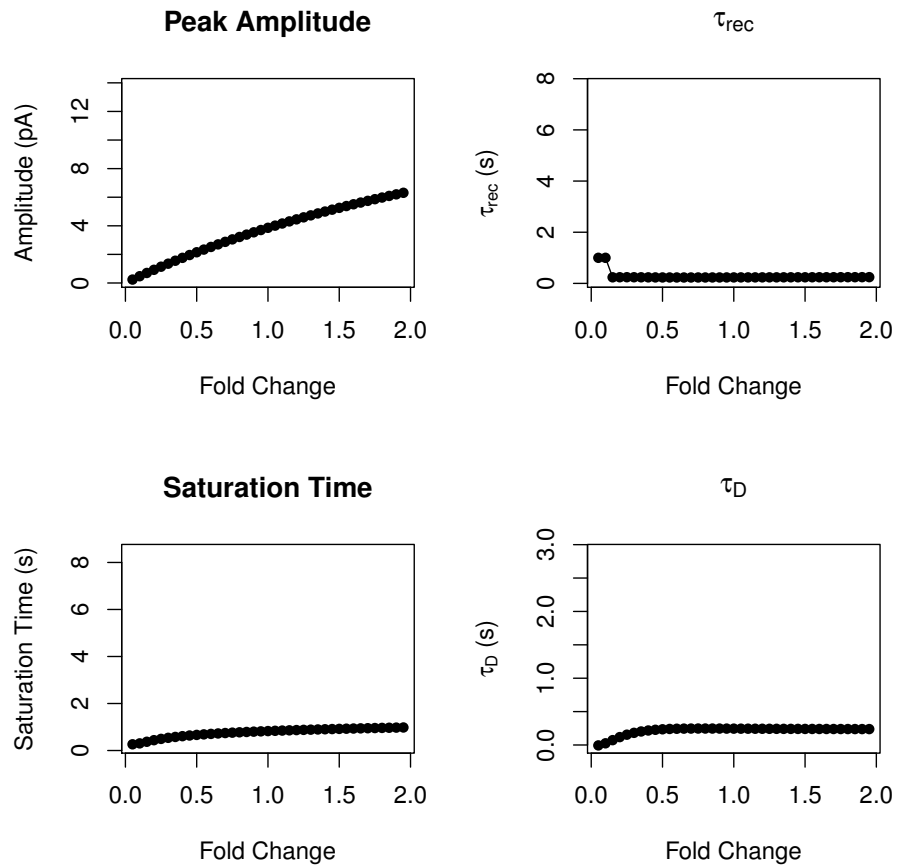 Peak Amplitude
Amplitude (pA)
0 4 8 12
0.0 0.5 1.0 1.5 2.0
Fold Change
τrec
τrec (s)
0 2 4 6 8
0.0 0.5 1.0 1.5 2.0
Fold Change
Saturation Time
Saturation Time (s)
0 2 4 6 8
0.0 0.5 1.0 1.5 2.0
Fold Change
τD
τD (s)
0.0 1.0 2.0 3.0
0.0 0.5 1.0 1.5 2.0
Fold Change